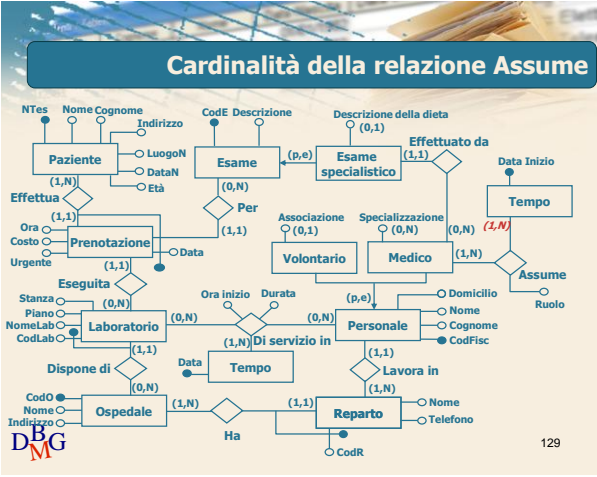 Cardinalità della relazione Assume
NTes Nome Cognome
Indirizzo
CodE Descrizione
Descrizione della dieta
(0,1)
Effettuato da
Paziente
LuogoN
DataN
Età
Esame
(p,e)
Esame
specialistico
(1,1)
Data Inizio
(1,N)
Effettua
(0,N)
Tempo
(1,1)
Per
Associazione
(0,1)
Specializzazione
(0,N)
(0,N)
(1,N)
Ora
Costo
Urgente
Prenotazione
(1,1)
Data
Volontario
Medico
(1,N)
Assume
(1,1)
Eseguita
Stanza
Piano
NomeLab
CodLab
(0,N)
Laboratorio
(0,N)
Ora inizio
Durata
(p,e)
(0,N)
Personale
Domicilio
Nome
Cognome
CodFisc
Ruolo
(1,N)
Di servizio in
(1,1)
Dispone di
Data
Tempo
(1,1)
Lavora in
(0,N)
(1,N)
CodO
Nome
Indirizzo
Ospedale
(1,N)
Ha
(1,1)
Reparto
Nome
Telefono
CodR
DBMG
129